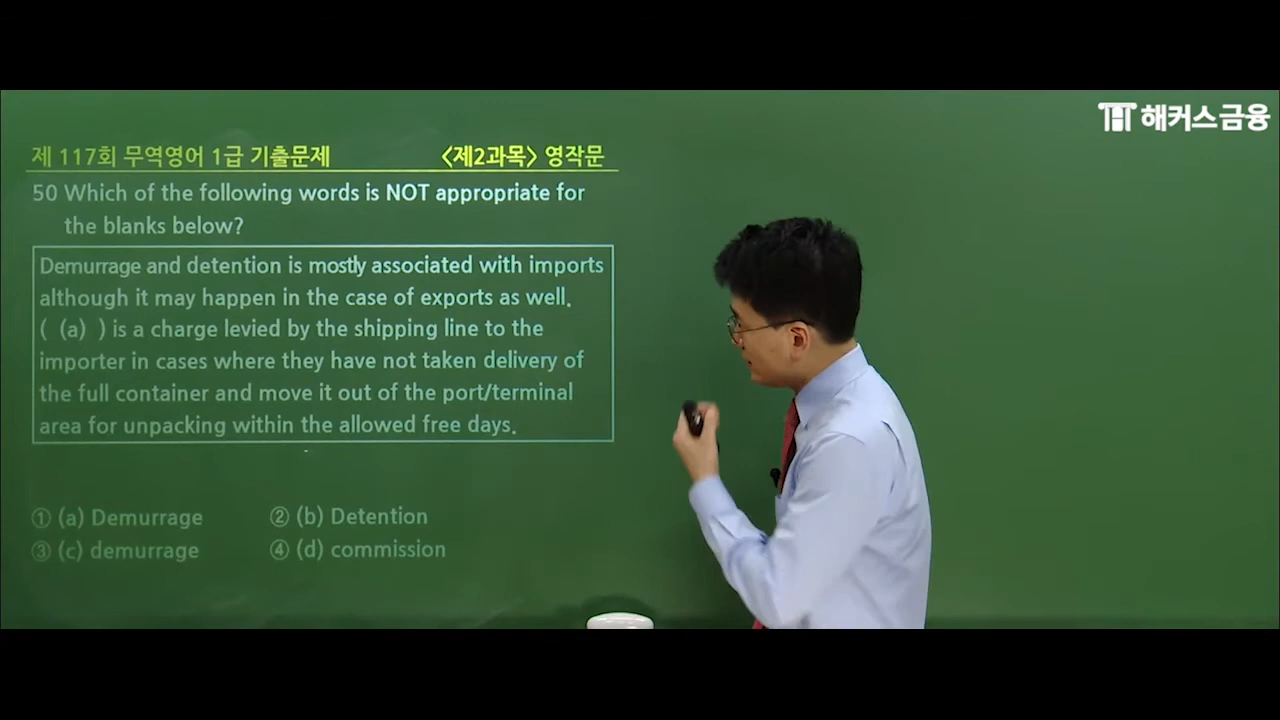 해커스금융
제 117회 무역영어 1급 기출문제 <제2과목> 영작문
50 Which of the following words is NOT appropriate for
the blanks below?
Demurrage and detention is mostly associated with imports
although it may happen in the case of exports as well.
( (a) ) is a charge levied by the shipping line to the
importer in cases where they have not taken delivery of
the full container and move it out of the port/terminal
area for unpacking within the allowed free days.
① (a) Demurrage ② (b) Detention
③ (c) demurrage ④ (d) commission